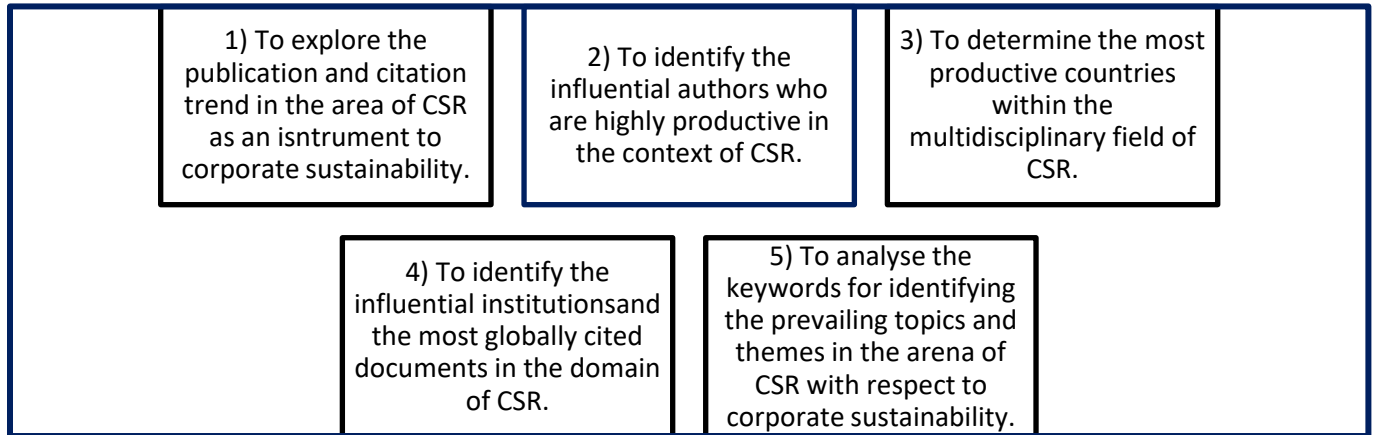 1) To explore the
publication and citation
trend in the area of CSR
as an isntrument to
corporate sustainability.
2) To identify the
influential authors who
are highly productive in
the context of CSR.
3) To determine the most
productive countries
within the
multidisciplinary field of
CSR.
4) To identify the
influential institutionsand
the most globally cited
documents in the domain
of CSR.
5) To analyse the
keywords for identifying
the prevailing topics and
themes in the arena of
CSR with respect to
corporate sustainability.